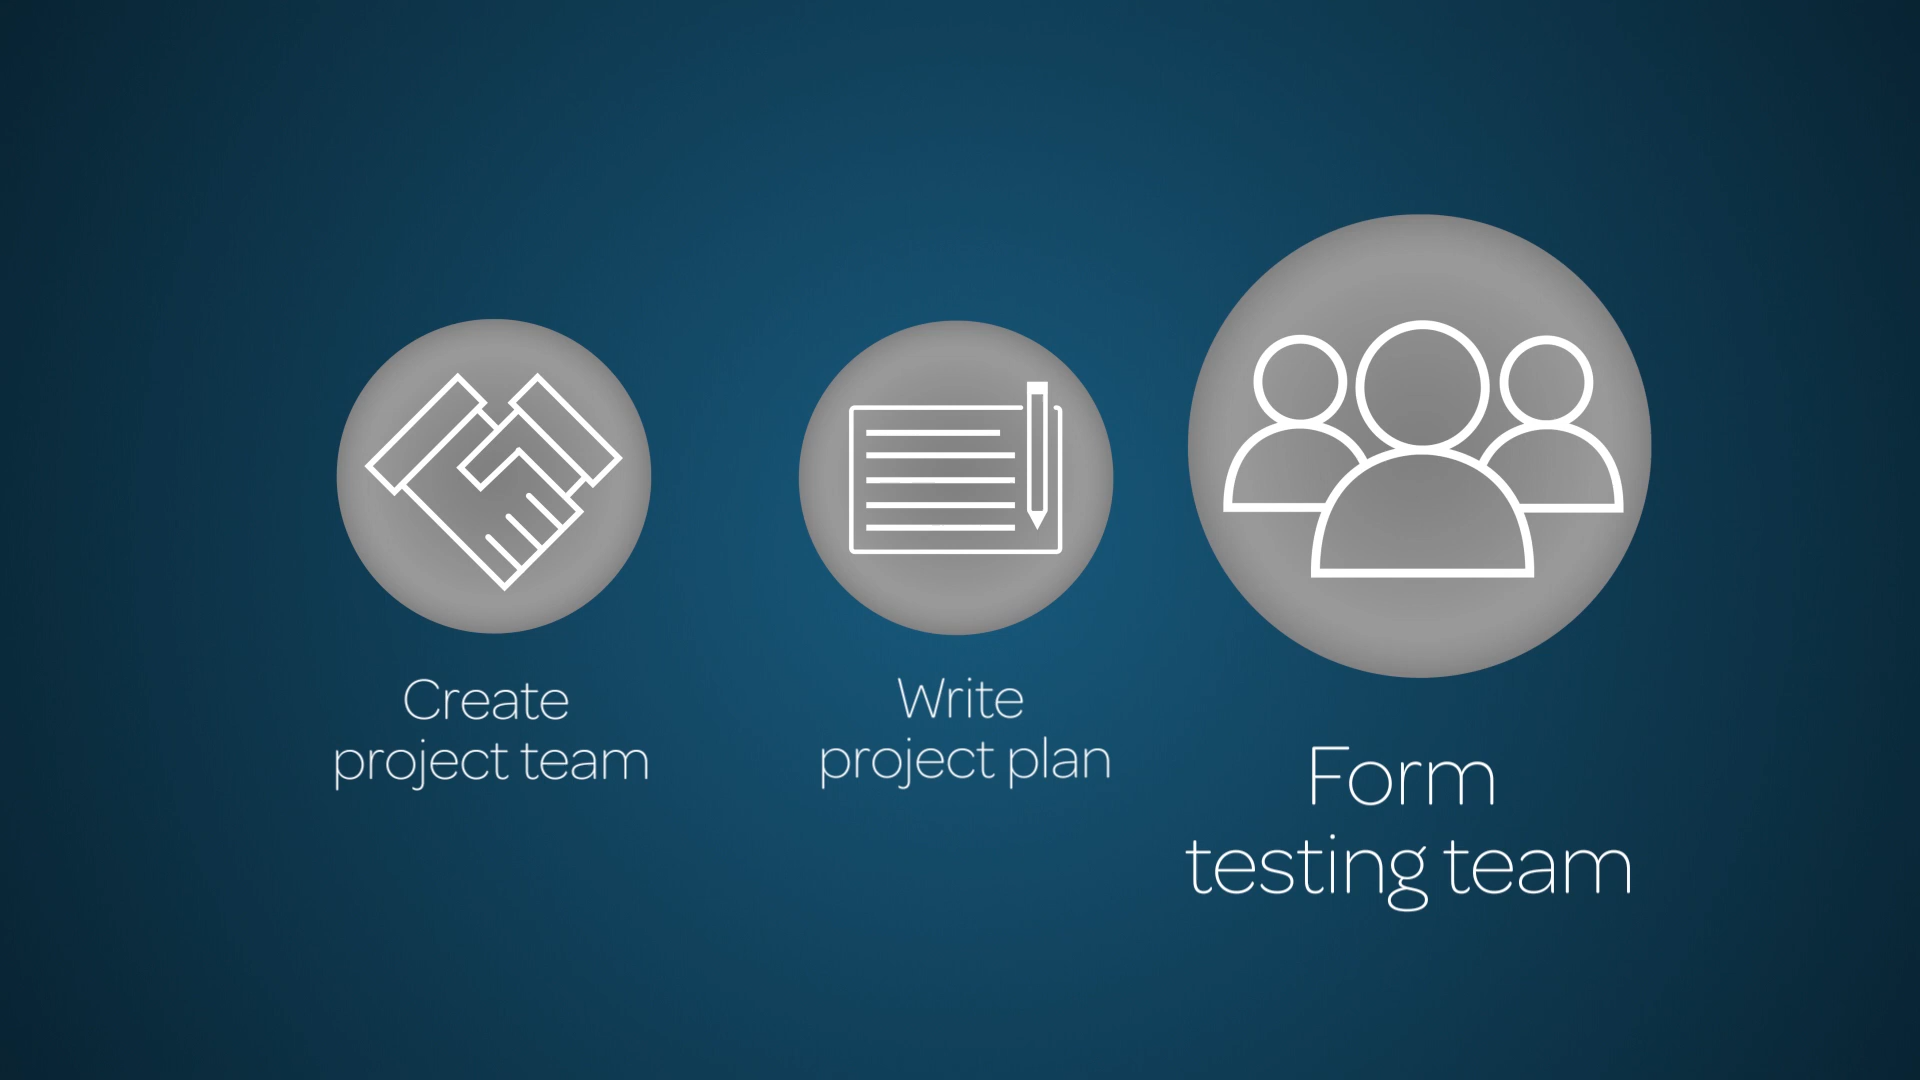 Create
project team
Write
project plan
Form
testing team